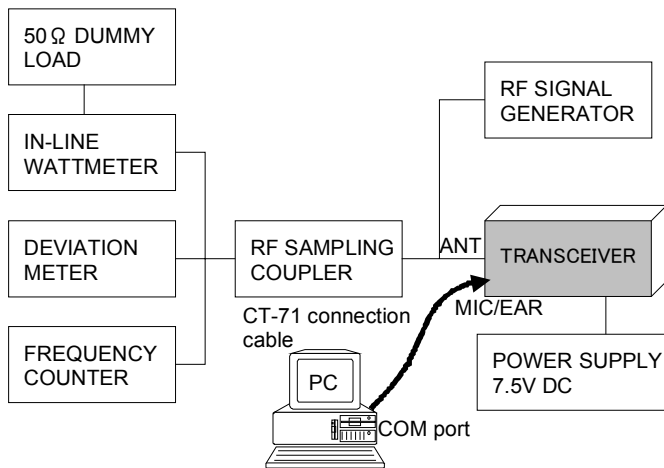 50Ω DUMMY
LOAD
RF SIGNAL
GENERATOR
IN-LINE
WATTMETER
DEVIATION
METER
RF SAMPLING
COUPLER
ANT
TRANSCEIVER
MIC/EAR
CT-71 connection
cable
FREQUENCY
COUNTER
PC
COM port
POWER SUPPLY
7.5V DC